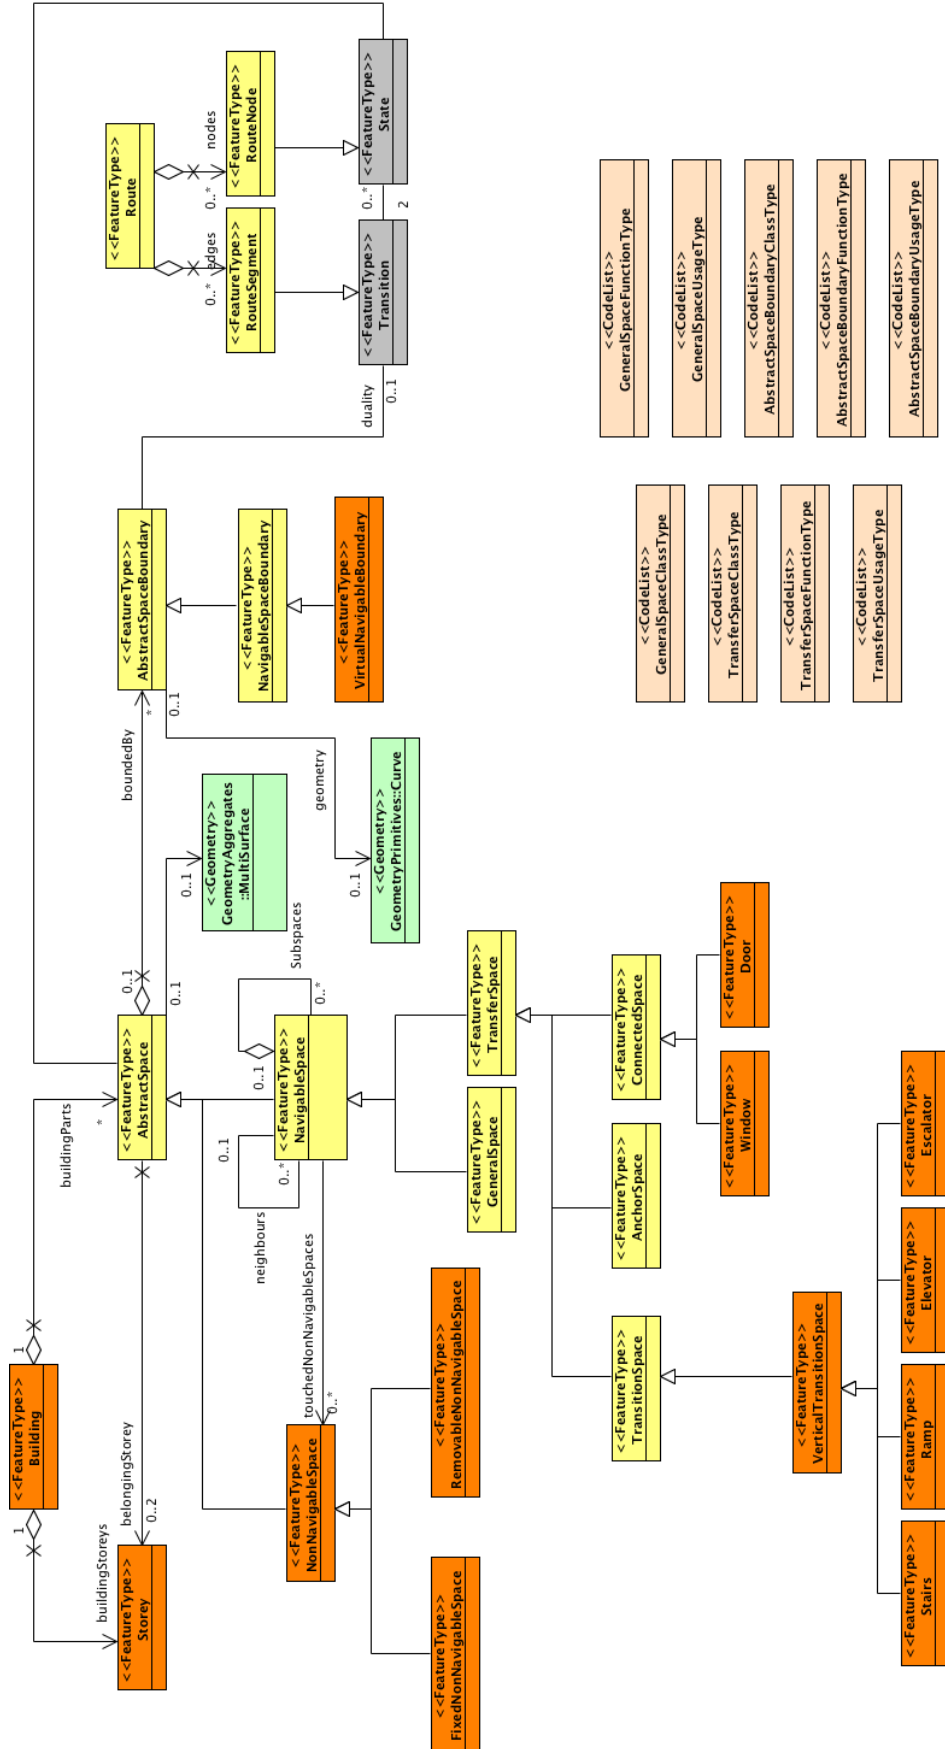 <<FeatureType>>
Building
1
1
buildingStoreys
buildingParts
*
<<FeatureType>>
Storey
belongingStorey
0..2
<<FeatureType>>
AbstractSpace
0..1
boundedBy
*
0..1
<<FeatureType>>
AbstractSpaceBoundary
0..1
<<FeatureType>>
Route
0..*
edges
0..*
nodes
0..1
<<Geometry>>
GeometryAggregates
::MultiSurface
<<FeatureType>>
RouteSegment
<<FeatureType>>
RouteNode
neighbours
0..1
0..*
<<FeatureType>>
NavigableSpace
0..1
Subspaces
0..*
<<FeatureType>>
NavigableSpaceBoundary
<<FeatureType>>
NonNavigableSpace
touchedNonNavigableSpaces
0..*
geometry
0..1
<<FeatureType>>
VirtualNavigableBoundary
duality
0..1
<<FeatureType>>
Transition
0..*
2
<<FeatureType>>
State
<<Geometry>>
GeometryPrimitives::Curve
<<FeatureType>>
FixedNonNavigableSpace
<<FeatureType>>
RemovableNonNavigableSpace
<<FeatureType>>
GeneralSpace
<<FeatureType>>
TransferSpace
<<FeatureType>>
TransitionSpace
<<FeatureType>>
AnchorSpace
<<FeatureType>>
ConnectedSpace
<<FeatureType>>
Window
<<FeatureType>>
Door
<<FeatureType>>
VerticalTransitionSpace
<<FeatureType>>
Stairs
<<FeatureType>>
Ramp
<<FeatureType>>
Elevator
<<FeatureType>>
Escalator
<<CodeList>>
GeneralSpaceClassType
<<CodeList>>
TransferSpaceClassType
<<CodeList>>
TransferSpaceFunctionType
<<CodeList>>
TransferSpaceUsageType
<<CodeList>>
GeneralSpaceFunctionType
<<CodeList>>
GeneralSpaceUsageType
<<CodeList>>
AbstractSpaceBoundaryClassType
<<CodeList>>
AbstractSpaceBoundaryFunctionType
<<CodeList>>
AbstractSpaceBoundaryUsageType